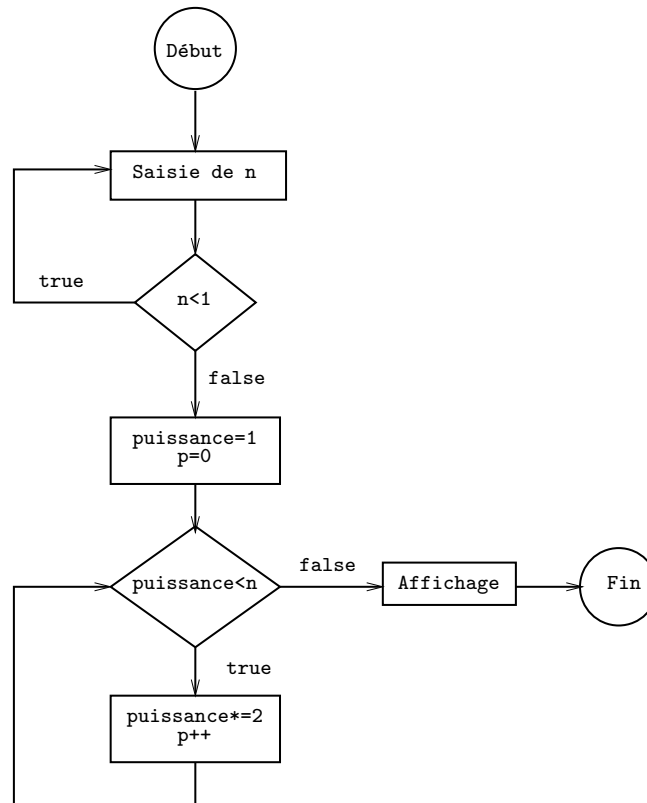 Début
Saisie de n
true
n<1
false
puissance=1
p=0
puissance<n
false
Affichage
Fin
true
puissance*=2
p++